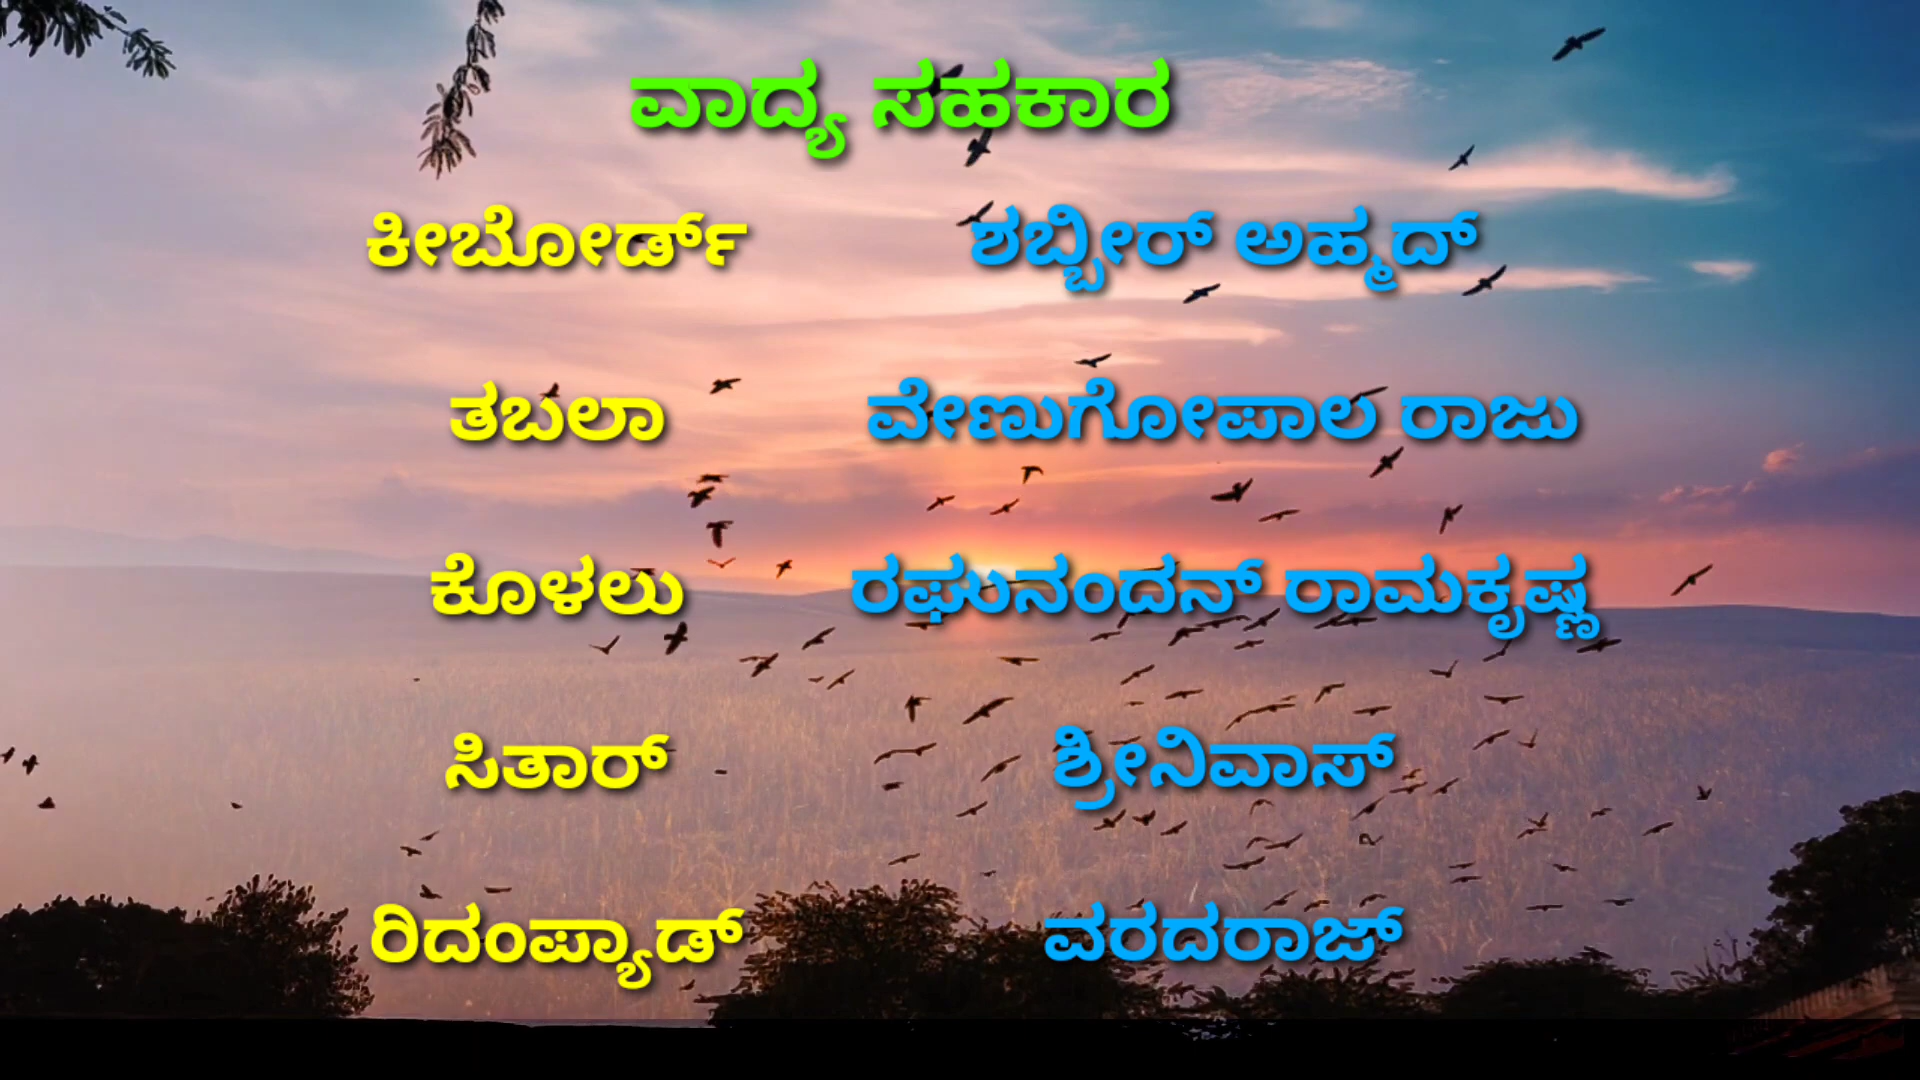 ವಾದ್ಯ ಸಹಕಾರ
ಕೀಬೋರ್ಡ್ ಶಬ್ಬೀರ್ ಅಹ್ಮದ್
ತಬಲಾ ವೇಣುಗೋಪಾಲ ರಾಜು
ಕೊಳಲು ರಘುನಂದನ್ ರಾಮಕೃಷ್ಣ
ಸಿತಾರ್ ಶ್ರೀನಿವಾಸ್
ರಿದಂಪ್ಯಾಡ್ ವರದರಾಜ್